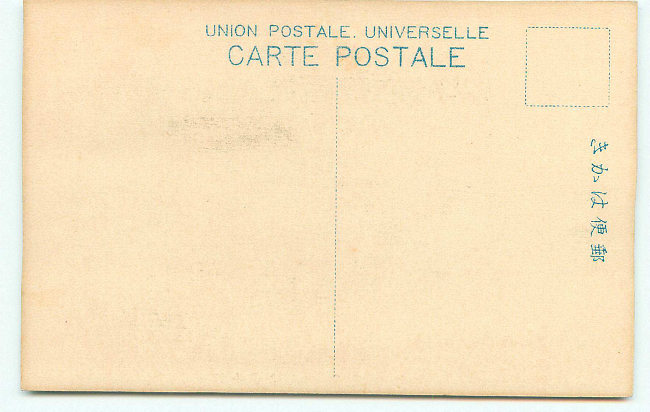 UNION POSTALE. UNIVERSELLE
CARTE POSTALE
郵便はかき